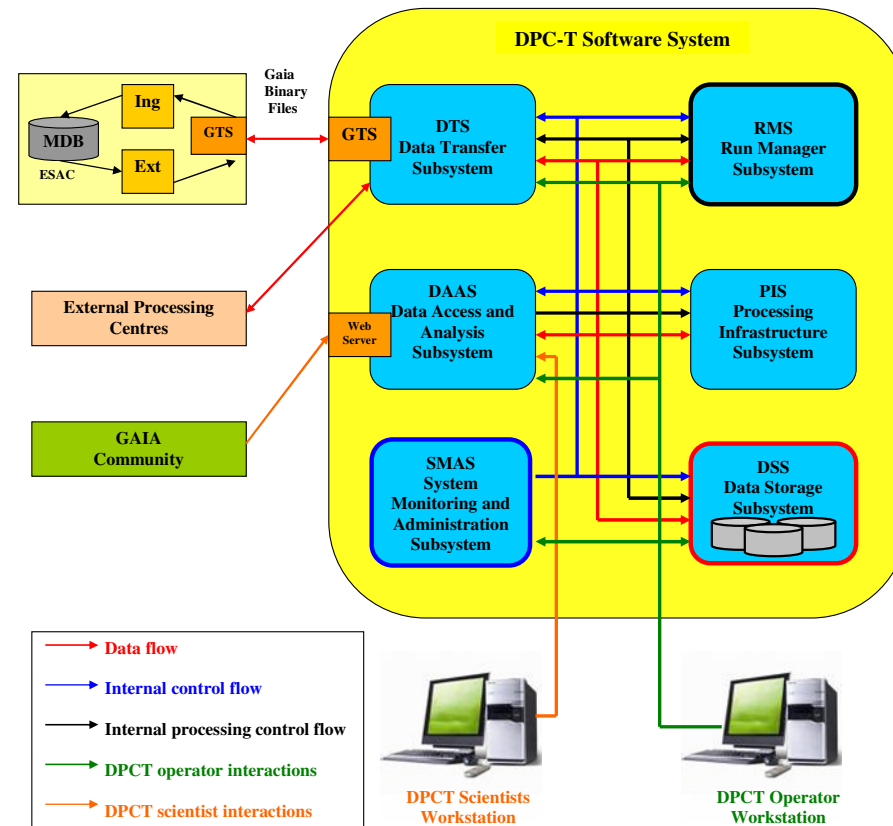 DPC-T Software System
Gaia
Binary
Files
Ing
GTS
MDB
Ext
ESAC
GTS
DTS
Data Transfer
Subsystem
RMS
Run Manager
Subsystem
External Processing
Centres
DAAS
Data Access and
Analysis
Subsystem
Web
Server
PIS
Processing
Infrastructure
Subsystem
GAIA
Community
SMAS
System
Monitoring and
Administration
Subsystem
DSS
Data Storage
Subsystem
Data flow
Internal control flow
Internal processing control flow
DPCT operator interactions
DPCT scientist interactions
DPCT Scientists
Workstation
DPCT Operator
Workstation